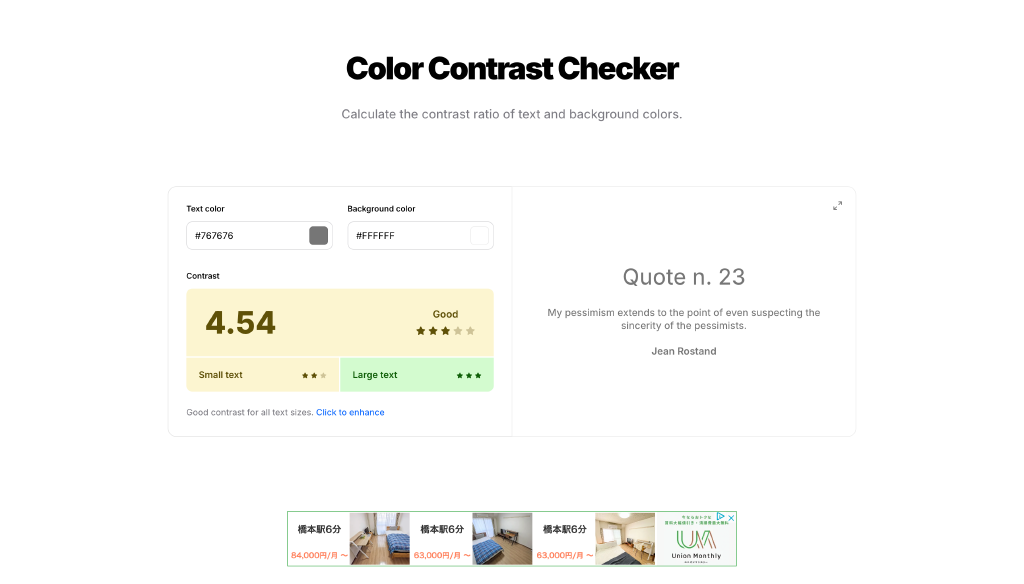 Color Contrast Checker
Calculate the contrast ratio of text and background colors.
Text color
#767676
Background color
#FFFFFF
Contrast
4.54
Good
Small text
Large text
Good contrast for all text sizes. Click to enhance
Quote n. 23
My pessimism extends to the point of even suspecting the
sincerity of the pessimists.
Jean Rostand
橋本駅6分
84,000円/月 〜
橋本駅6分
63,000円/月 〜
橋本駅6分
63,000円/月 〜
Union Monthly